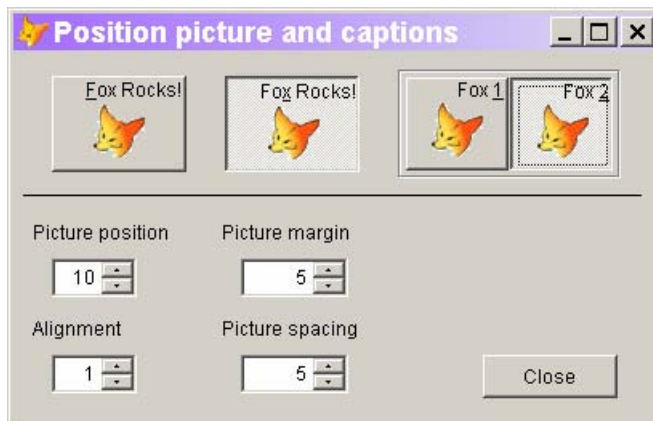 Position picture and captions
Fox Rocks! Fox Rocks! Fox 1 Fox 2
Picture position Picture margin
10 5
Alignment Picture spacing
1 5
Close